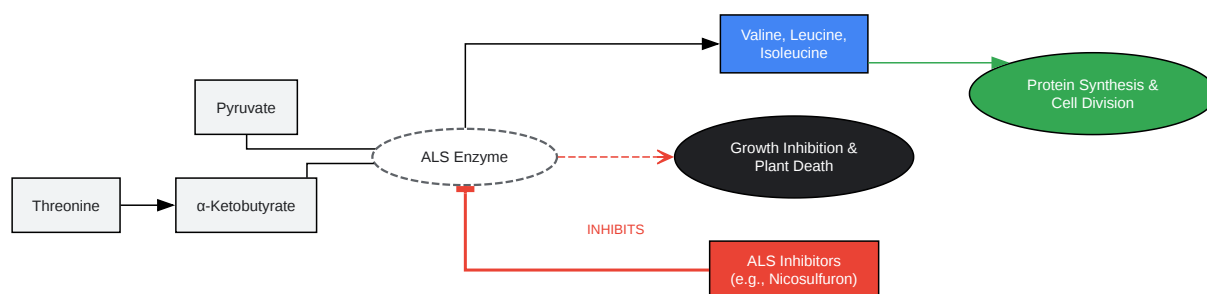 Valine, Leucine,
Isoleucine
Protein Synthesis &
Cell Division
Pyruvate
ALS Enzyme
Growth Inhibition &
Plant Death
Threonine
α-Ketobutyrate
INHIBITS
ALS Inhibitors
(e.g., Nicosulfuron)